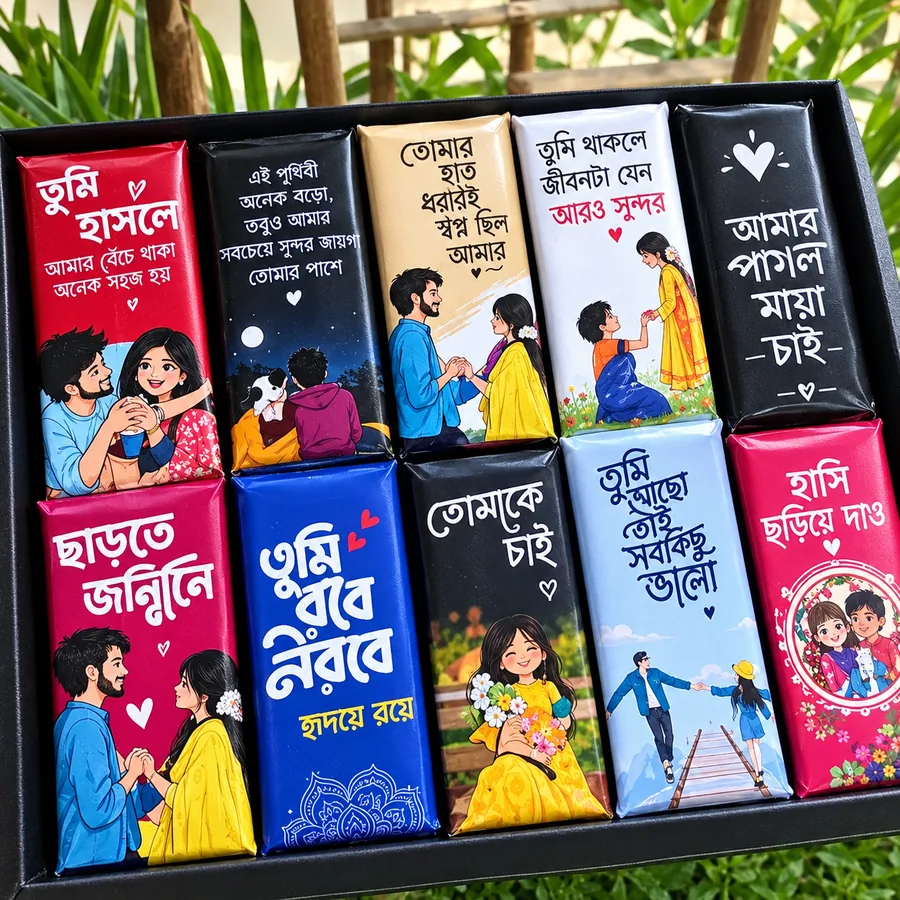 তুমি
হাসলে
আমার বেঁচে থাকা
অনেক সহজ হয়
এই পৃথিবী
অনেক বড়ো,
তবুও আমার
সবচেয়ে সুন্দর জায়গা
তোমার পাশে
তোমার
হাত
ধরারই
স্বপ্ন ছিল
আমার
তুমি থাকলে
জীবনটা যেন
আরও সুন্দর
আমার
পাগল
মায়া
চাই
ছাড়তে
তুমি
রবে
নীরবে
হৃদয়ে রয়ে
তোমাকে
চাই
তুমি
আছো
তাই
সবকিছু
ভালো
হাসি
ছড়িয়ে দাও